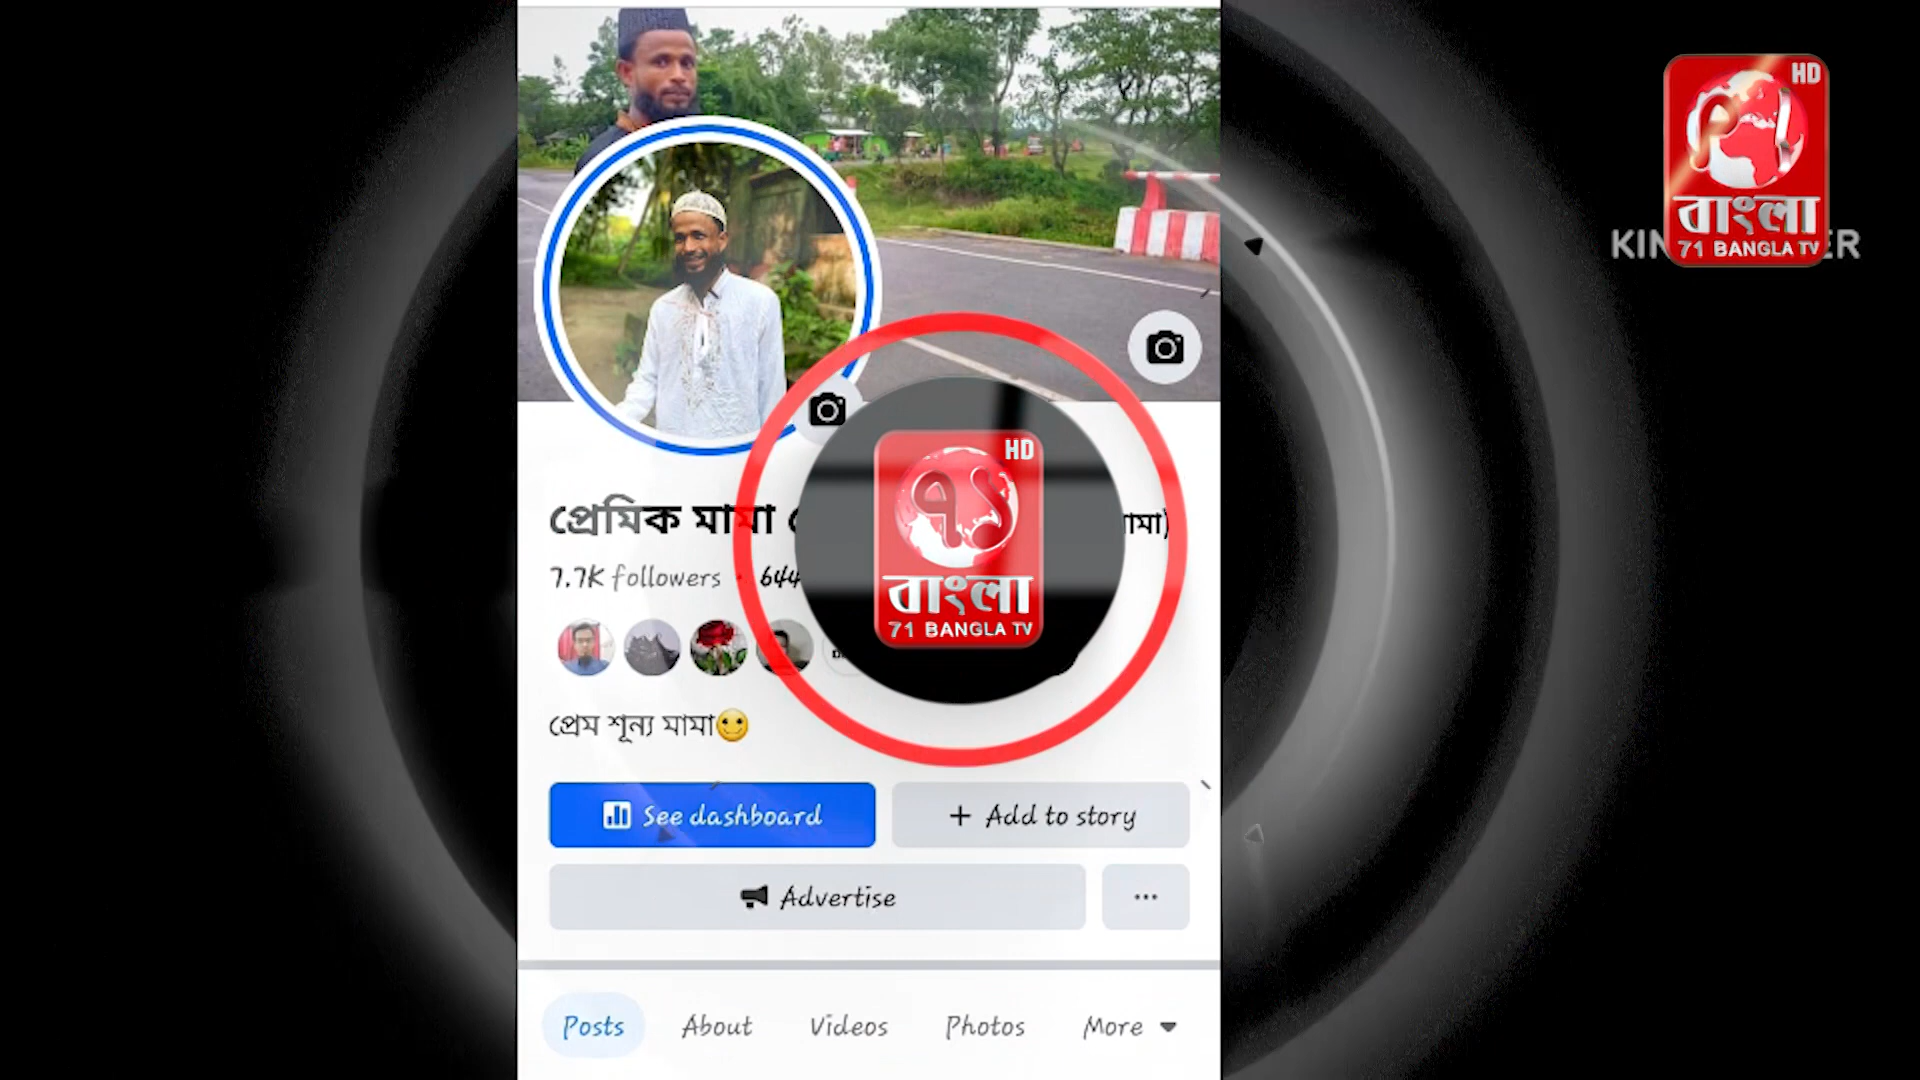 HD
৭১
বাংলা
71 BANGLA TV
KIN ER
প্রেমিক মামা
7.7K followers · 644
HD
৭১
বাংলা
71 BANGLA TV
প্রেম শূন্য মামা🙂
See dashboard
+ Add to story
Advertise
...
Posts About Videos Photos More